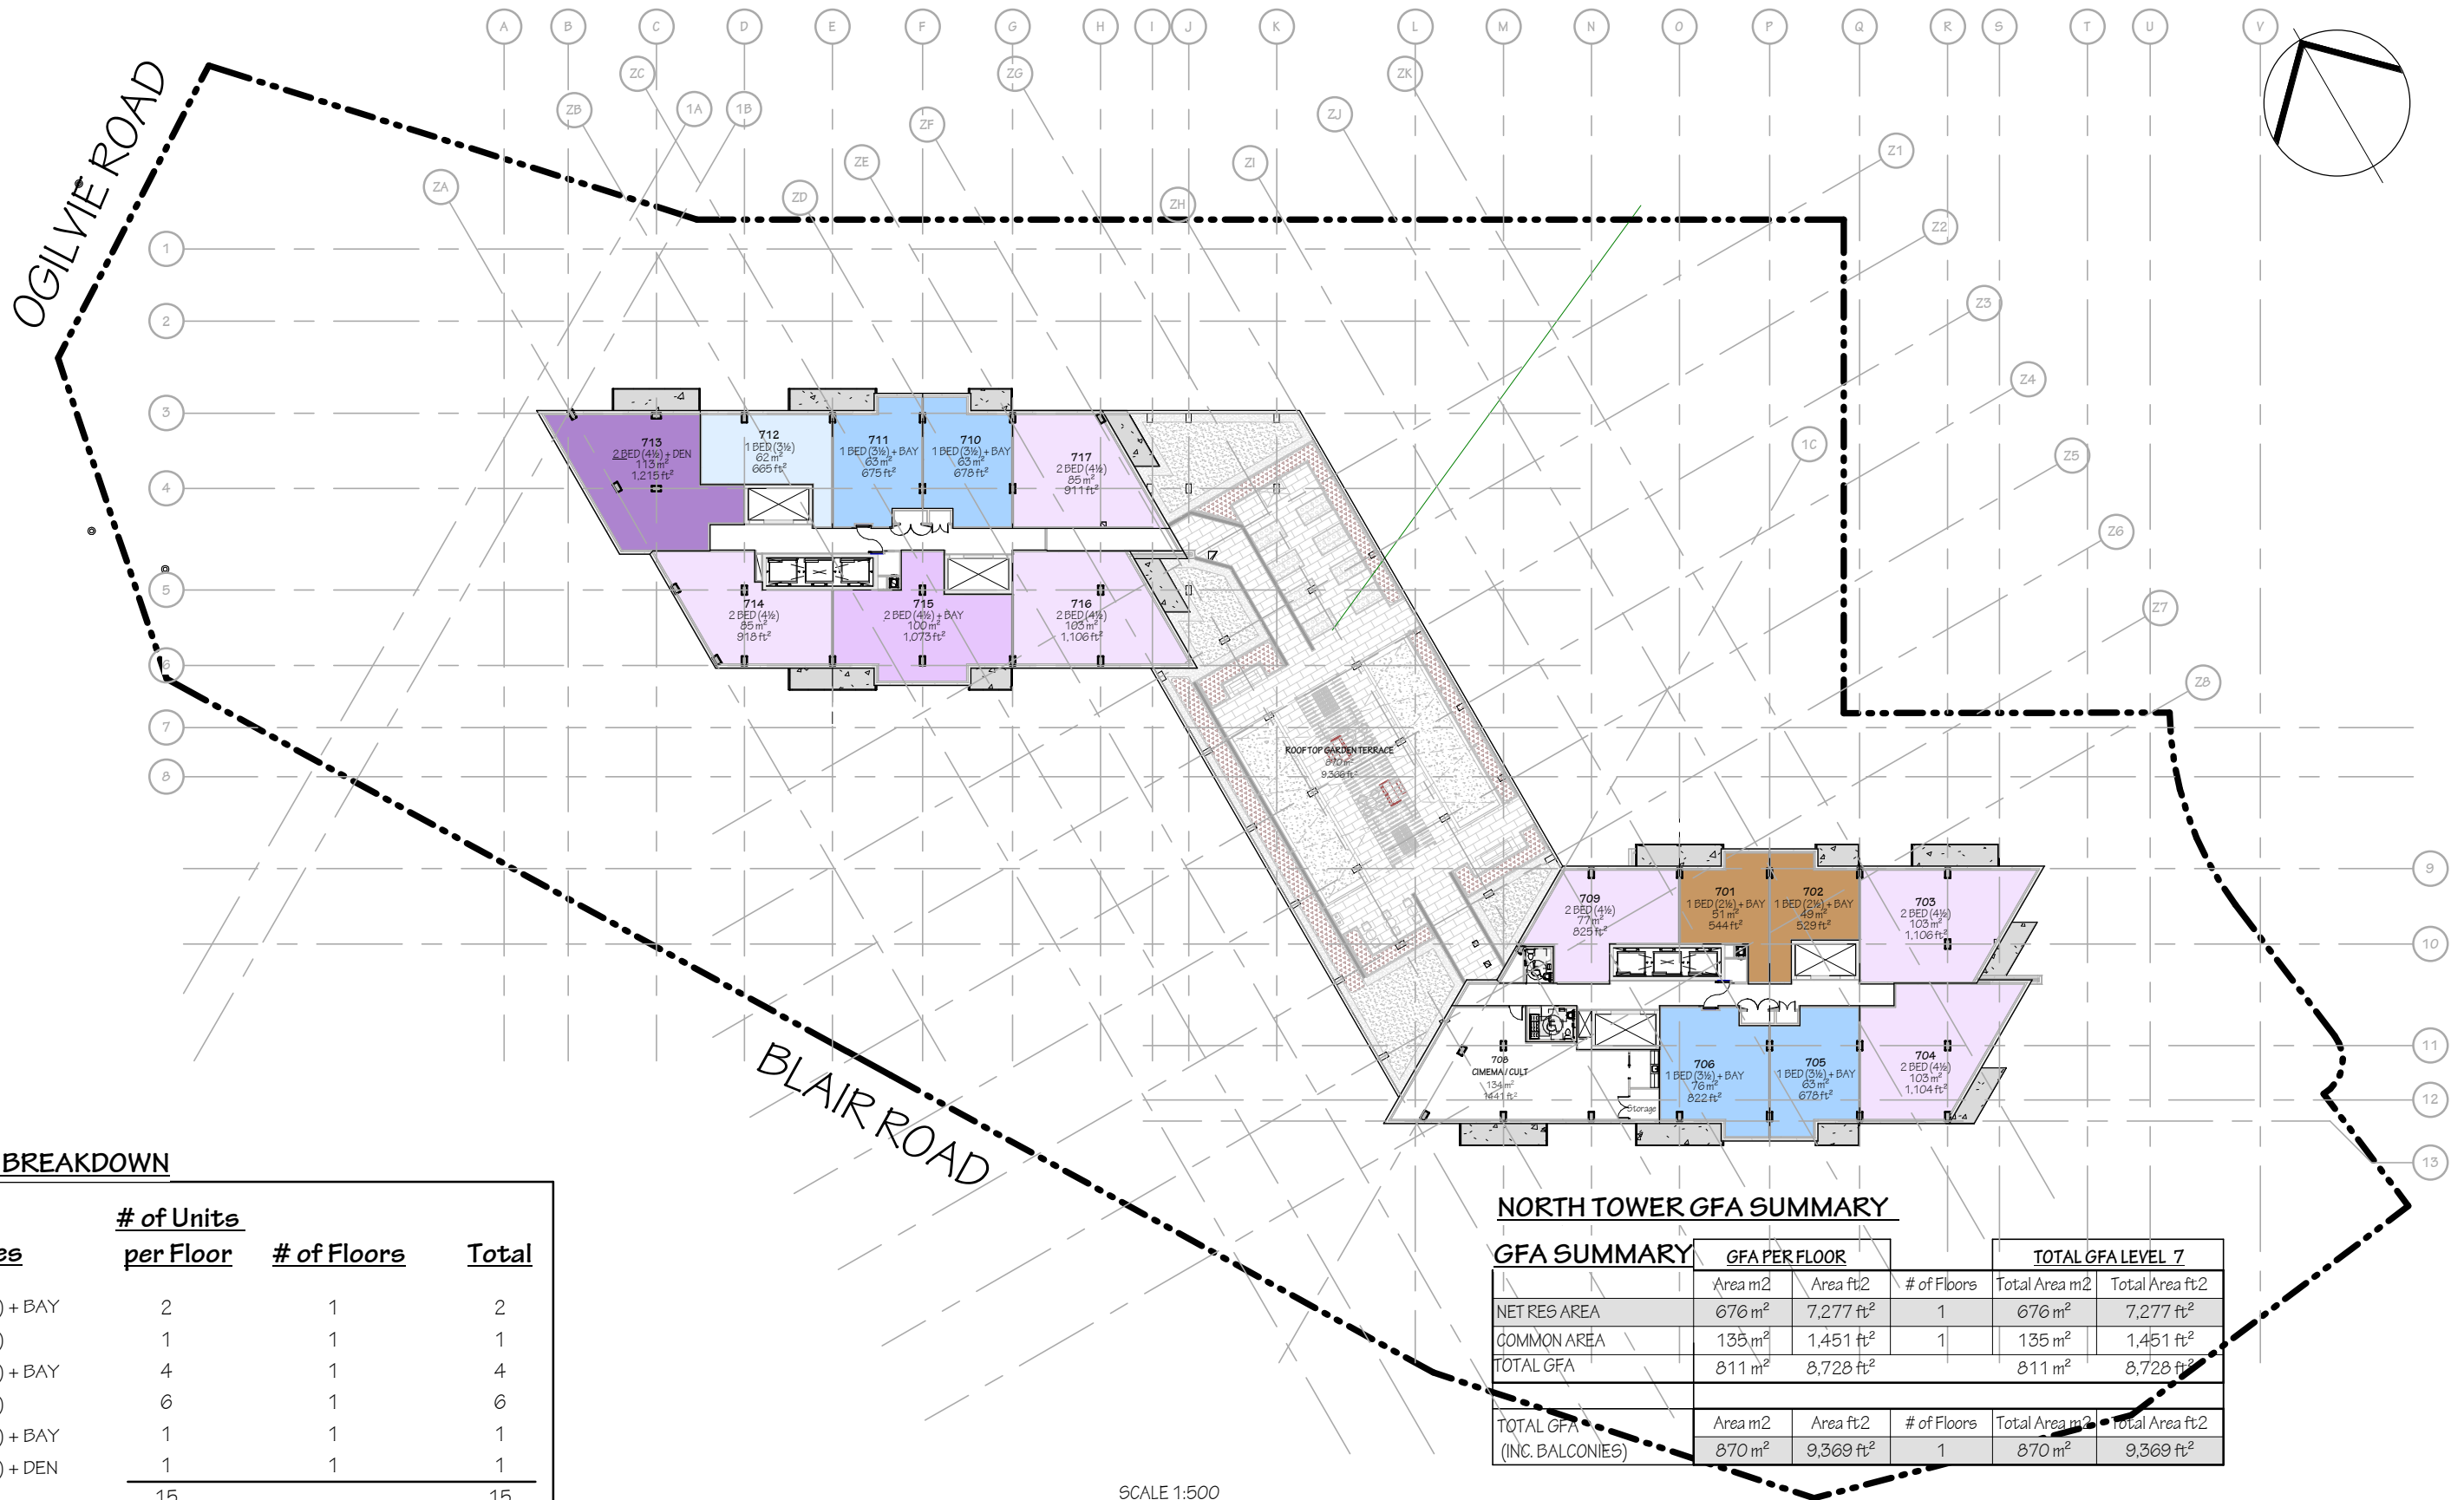 A B C D E F G H I J K L M N O P Q R S T U V
ZC ZG ZK
ZB 1A 1B ZF ZJ
ZA ZD ZE ZH ZI
Z1
Z2
Z3
Z4
1C
Z5
Z6
Z7
Z8
1
2
3
4
5
6
7
8
9
10
11
12
13
OGILVIE ROAD
BLAIR ROAD
713
2 BED (4½) + DEN
113 m²
1,215 ft²
712
1 BED (3½)
62 m²
665 ft²
711
1 BED (3½) + BAY
63 m²
675 ft²
710
1 BED (3½) + BAY
63 m²
678 ft²
717
2 BED (4½)
85 m²
911 ft²
714
2 BED (4½)
85 m²
918 ft²
715
2 BED (4½) + BAY
100 m²
1,073 ft²
716
2 BED (4½)
103 m²
1,106 ft²
ROOF TOP GARDEN TERRACE
870 m²
9,366 ft²
709
2 BED (4½)
77 m²
825 ft²
701
1 BED (2½) + BAY
51 m²
544 ft²
702
1 BED (2½) + BAY
49 m²
529 ft²
703
2 BED (4½)
103 m²
1,106 ft²
708
CIMEMA / CULT
134 m²
1441 ft²
Storage
706
1 BED (3½) + BAY
76 m²
822 ft²
705
1 BED (3½) + BAY
63 m²
678 ft²
704
2 BED (4½)
103 m²
1,104 ft²
BREAKDOWN
# of Units
es per Floor # of Floors Total
) + BAY 2 1 2
) 1 1 1
) + BAY 4 1 4
) 6 1 6
) + BAY 1 1 1
) + DEN 1 1 1
15 15
SCALE 1:500
NORTH TOWER GFA SUMMARY
GFA SUMMARY GFA PER FLOOR TOTAL GFA LEVEL 7
Area m2 Area ft2 # of Floors Total Area m2 Total Area ft2
NET RES AREA 676 m² 7,277 ft² 1 676 m² 7,277 ft²
COMMON AREA 135 m² 1,451 ft² 1 135 m² 1,451 ft²
TOTAL GFA 811 m² 8,728 ft² 811 m² 8,728 ft²
TOTAL GFA Area m2 Area ft2 # of Floors Total Area m2 Total Area ft2
(INC. BALCONIES) 870 m² 9,369 ft² 1 870 m² 9,369 ft²